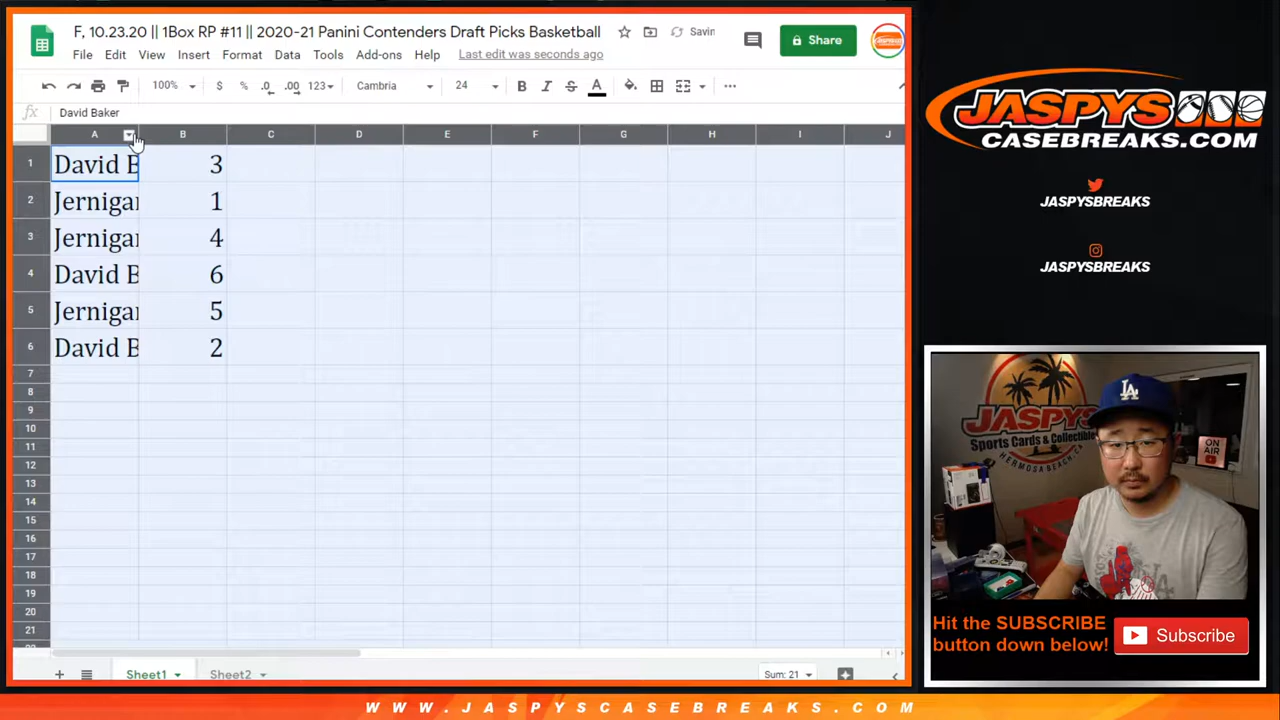 F, 10.23.20 || 1Box RP #11 || 2020-21 Panini Contenders Draft Picks Basketball
Savin
Share
File Edit View Insert Format Data Tools Add-ons Help Last edit was seconds ago
100% $ % .0 .00 123 Cambria 24 B I S A
fx David Baker
A B C D E F G H I J
1 David B 3
2 Jernigan 1
3 Jernigan 4
4 David B 6
5 Jernigan 5
6 David B 2
7
8
9
10
11
12
13
14
15
16
17
18
19
20
21
Sheet1 Sheet2 Sum: 21
JASPYS
CASEBREAKS.COM
JASPYSBREAKS
JASPYSBREAKS
JASPYS
Sports Cards & Collectible
HERMOSA BEACH, CA
LA
ON
AIR
Hit the SUBSCRIBE
button down below!
Subscribe
WWW.JASPYSCASEBREAKS.COM